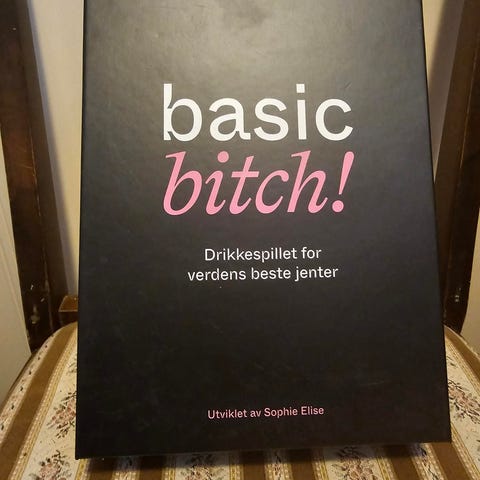 basic
bitch!
Drikkespillet for
verdens beste jenter
Utviklet av Sophie Elise